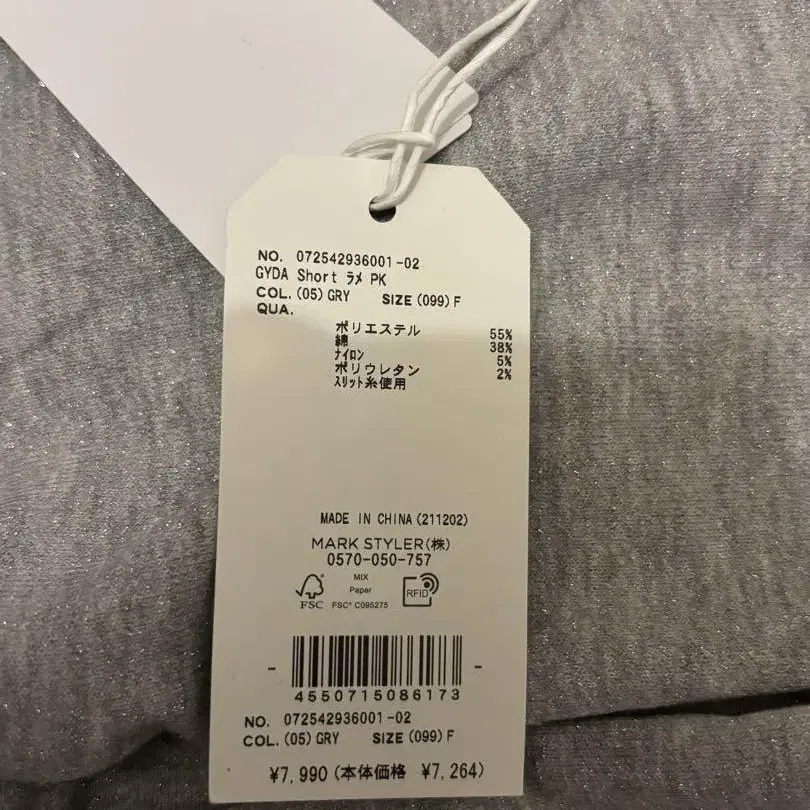 NO. 072542936001-02
GYDA Short ラメ PK
COL. (05) GRY SIZE (099) F
QUA.
ポリエステル 55%
綿 38%
ナイロン 5%
ポリウレタン 2%
スリット糸使用
MADE IN CHINA (211202)
MARK STYLER(株)
0570-050-757
FSC
MIX
Paper
FSC® C095275
RFID
4550715086173
NO. 072542936001-02
COL. (05) GRY SIZE (099) F
¥7,990 (本体価格 ¥7,264)